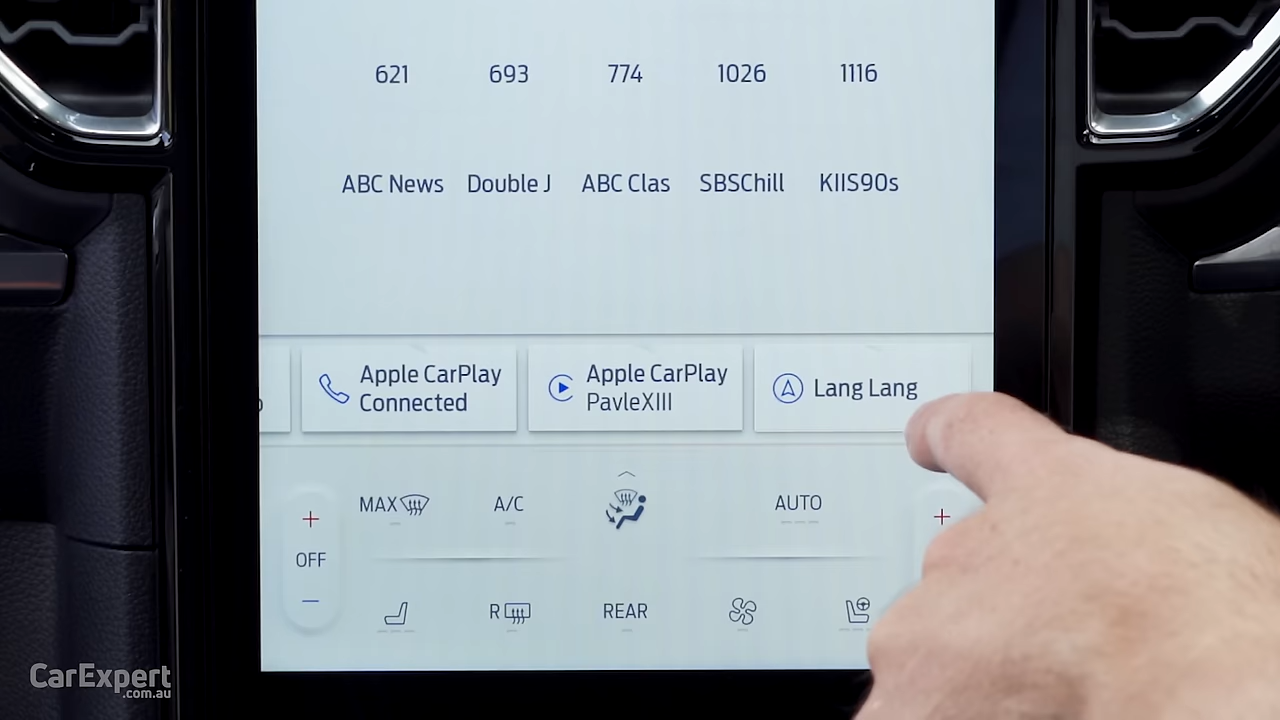 621 693 774 1026 1116
ABC News Double J ABC Clas SBSChill KIIS90s
Apple CarPlay
Connected
Apple CarPlay
PavleXIII
Lang Lang
MAX A/C AUTO
+ +
OFF
−
R REAR
CarExpert
.com.au